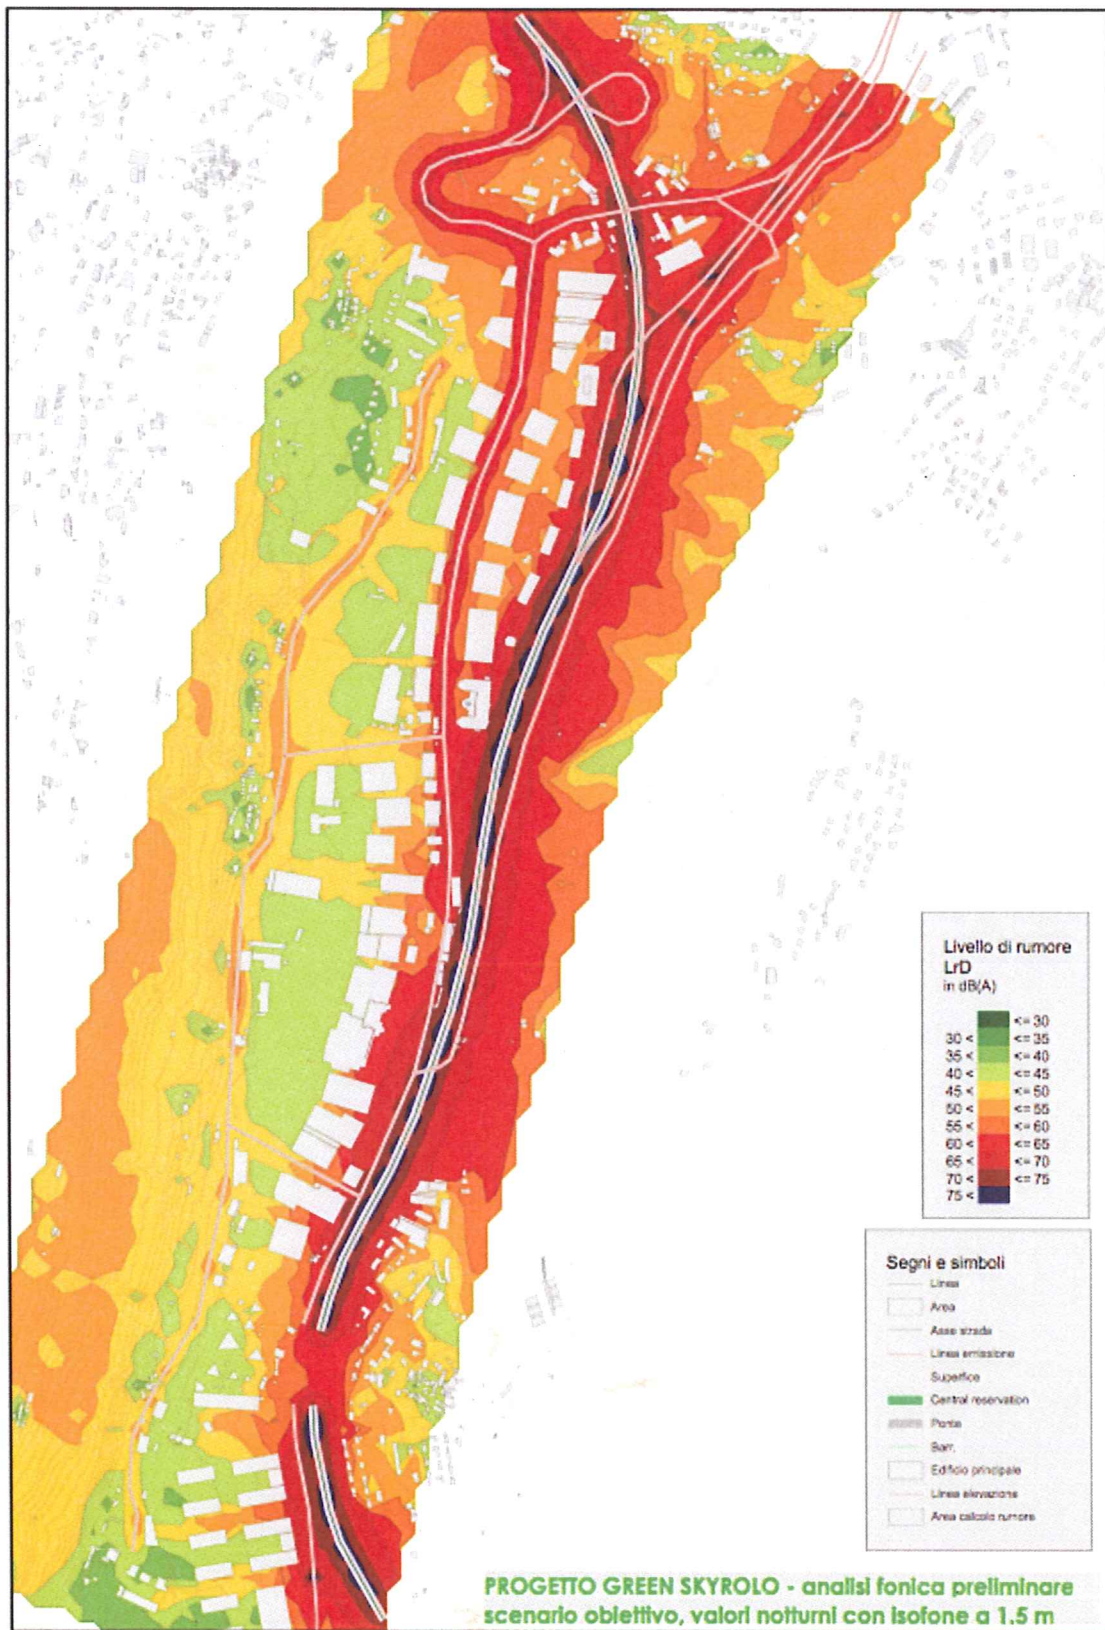 Livello di rumore
LrD
in dB(A)
<= 30
30 < <= 35
35 < <= 40
40 < <= 45
45 < <= 50
50 < <= 55
55 < <= 60
60 < <= 65
65 < <= 70
70 < <= 75
75 <
Segni e simboli
Linea
Area
Asse strada
Linea emissione
Superfice
Central reservation
Ponte
Barr.
Edificio principale
Linea elevazione
Area calcolo rumore
PROGETTO GREEN SKYROLO - analisi fonica preliminare
scenario obiettivo, valori notturni con isofone a 1.5 m